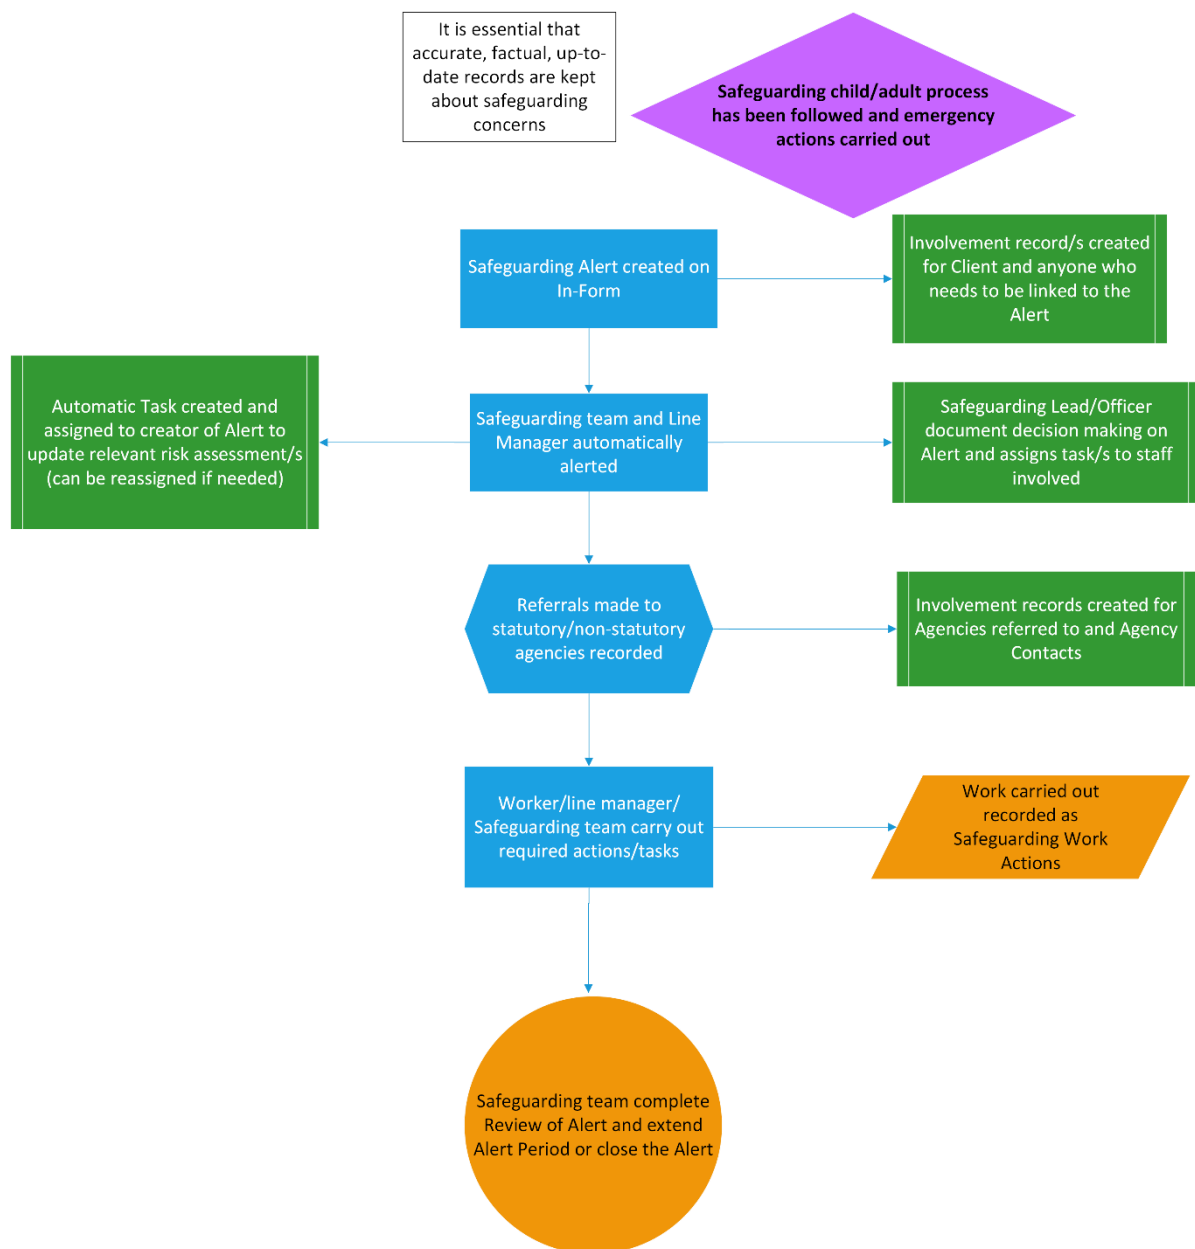 It is essential that
accurate, factual, up-to-
date records are kept
about safeguarding
concerns
Safeguarding child/adult process
has been followed and emergency
actions carried out
Safeguarding Alert created on
In-Form
Involvement record/s created
for Client and anyone who
needs to be linked to the
Alert
Automatic Task created and
assigned to creator of Alert to
update relevant risk assessment/s
(can be reassigned if needed)
Safeguarding team and Line
Manager automatically
alerted
Safeguarding Lead/Officer
document decision making on
Alert and assigns task/s to staff
involved
Referrals made to
statutory/non-statutory
agencies recorded
Involvement records created for
Agencies referred to and Agency
Contacts
Worker/line manager/
Safeguarding team carry out
required actions/tasks
Work carried out
recorded as
Safeguarding Work
Actions
Safeguarding team complete
Review of Alert and extend
Alert Period or close the Alert